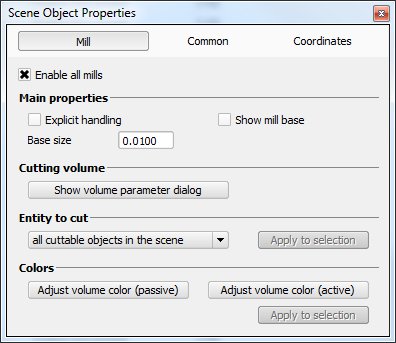 Scene Object Properties
Mill Common Coordinates
Enable all mills
Main properties
Explicit handling Show mill base
Base size 0.0100
Cutting volume
Show volume parameter dialog
Entity to cut
all cuttable objects in the scene Apply to selection
Colors
Adjust volume color (passive) Adjust volume color (active)
Apply to selection